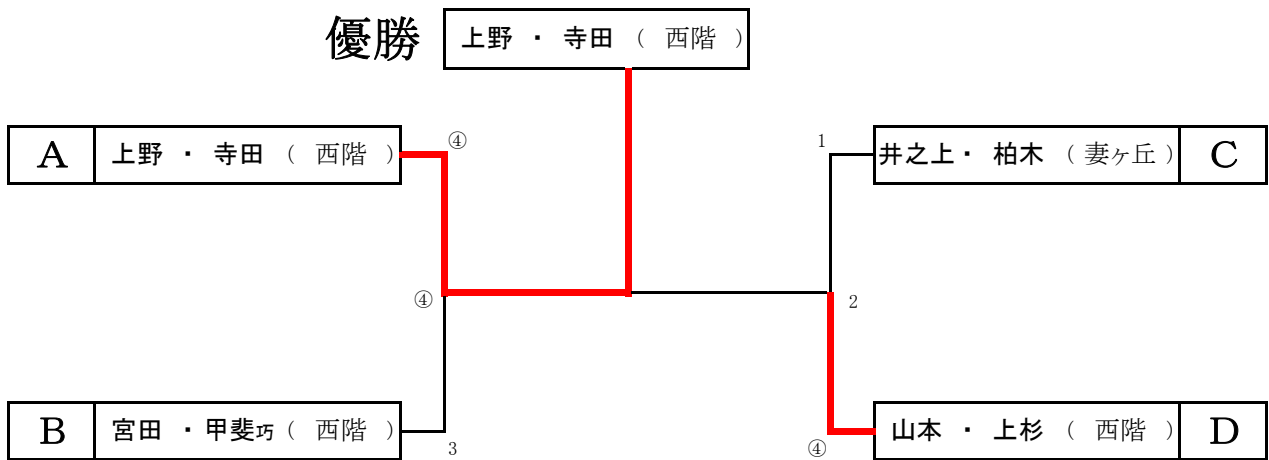 優勝 上野 ・ 寺田 ( 西階 )
A 上野 ・ 寺田 ( 西階 ) ④ 1 井之上・ 柏木 ( 妻ヶ丘 ) C
④ 2
B 宮田 ・甲斐巧 ( 西階 ) 3 ④ 山本 ・ 上杉 ( 西階 ) D